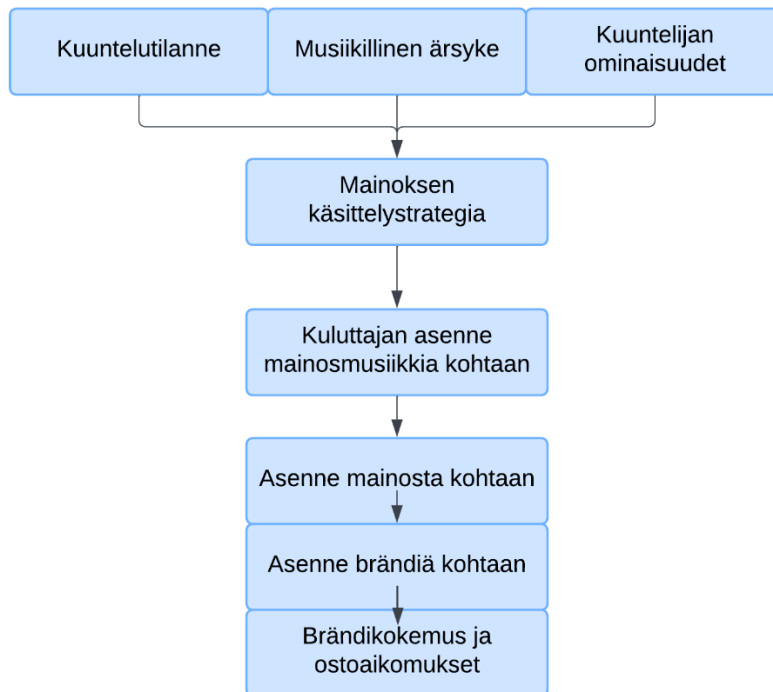 Kuuntelutilanne
Musiikillinen ärsyke
Kuuntelijan
ominaisuudet
Mainoksen
käsittelystrategia
Kuluttajan asenne
mainosmusiikkia kohtaan
Asenne mainosta kohtaan
Asenne brändiä kohtaan
Brändikokemus ja
ostoaikomukset